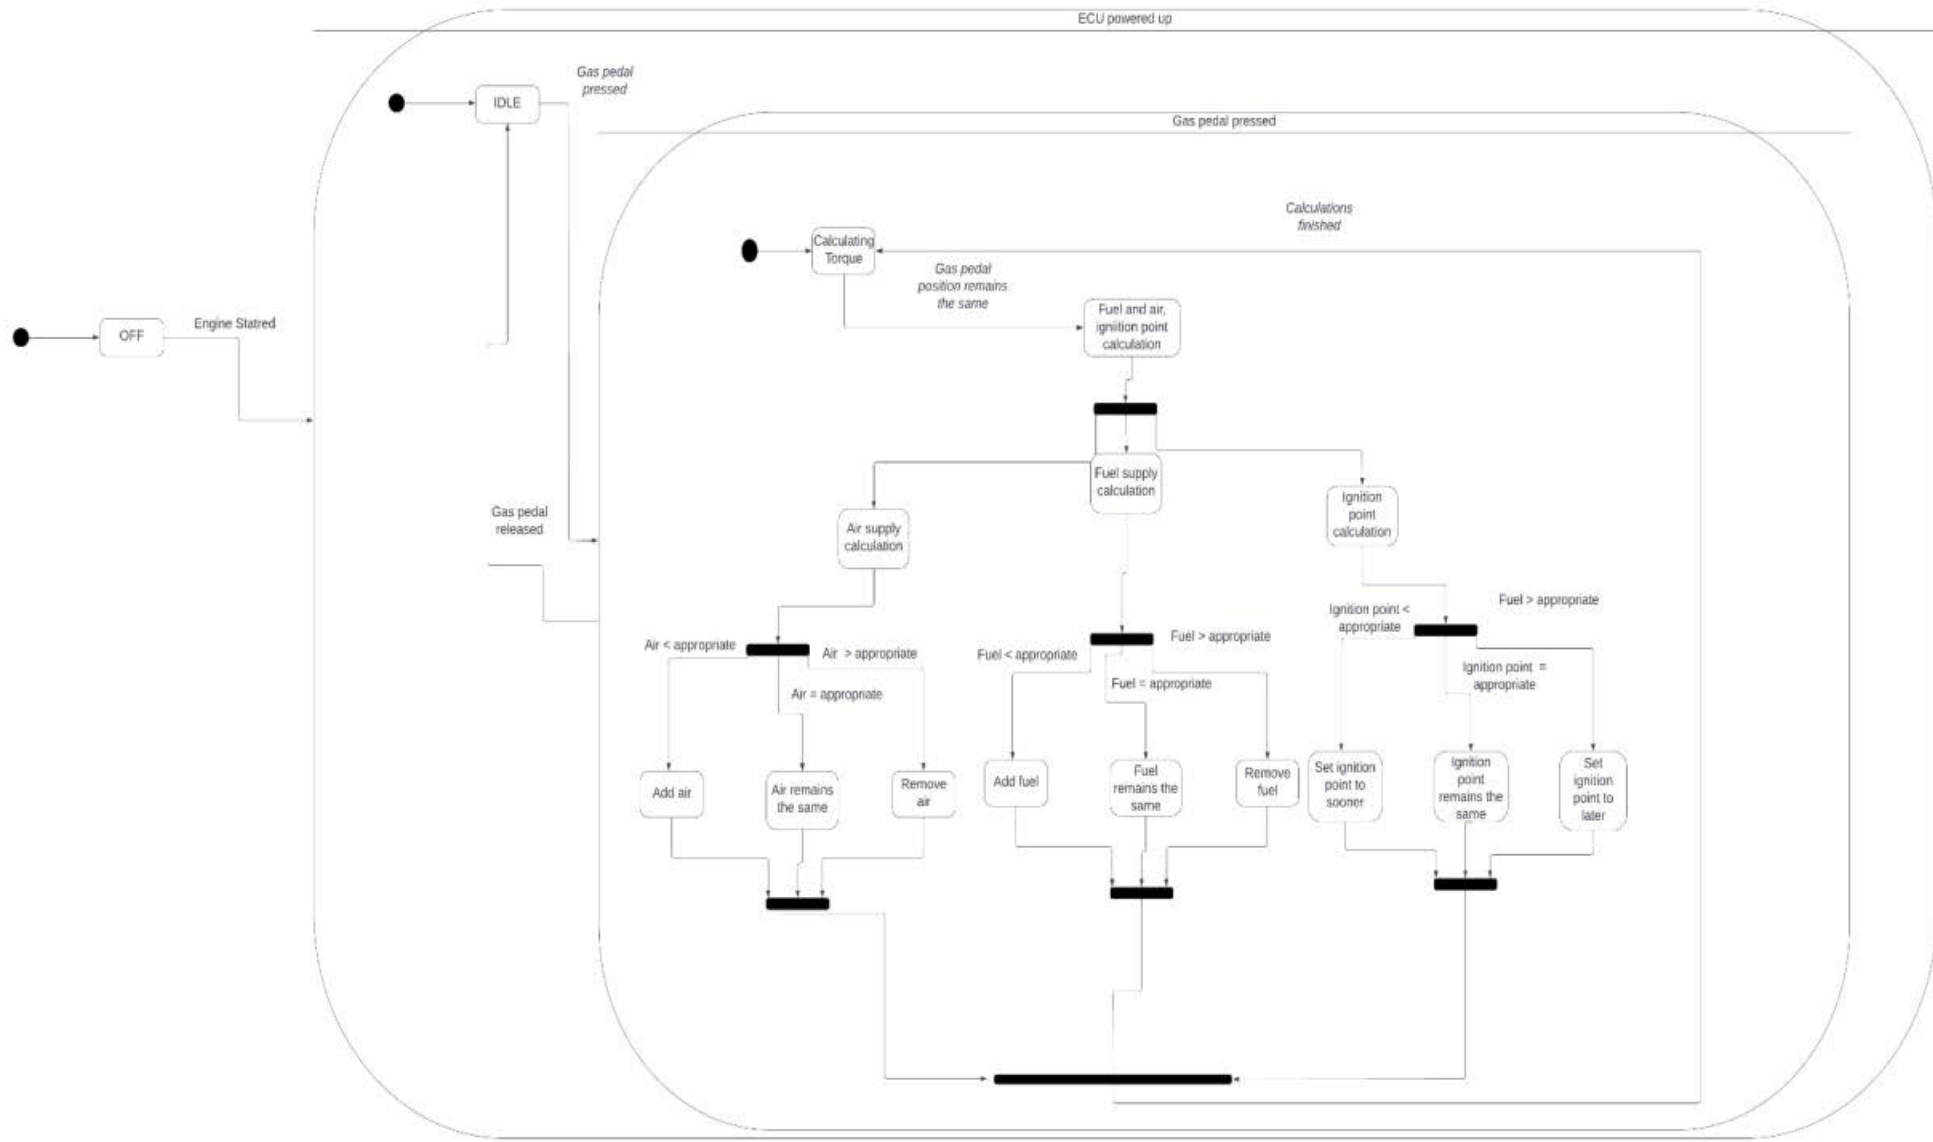 ECU powered up
Gas pedal
pressed
IDLE
Gas pedal pressed
Calculations
finished
Calculating
Torque
Gas pedal
position remains
the same
Fuel and air,
igniition point
calculation
Engine Statred
OFF
Fuel supply
calculation
Ignition
point
calculation
Gas pedal
released
Air supply
calculation
Ignition point <
appropriate
Fuel > appropriate
Air < appropriate
Air > appropriate
Air = appropriate
Fuel < appropriate
Fuel > appropriate
Fuel = appropriate
Ignition point =
appropriate
Add air
Air remains
the same
Remove
air
Add fuel
Fuel
remains the
same
Remove
fuel
Set ignition
point to
sooner
Ignition
point
remains the
same
Set
ignition
point to
later